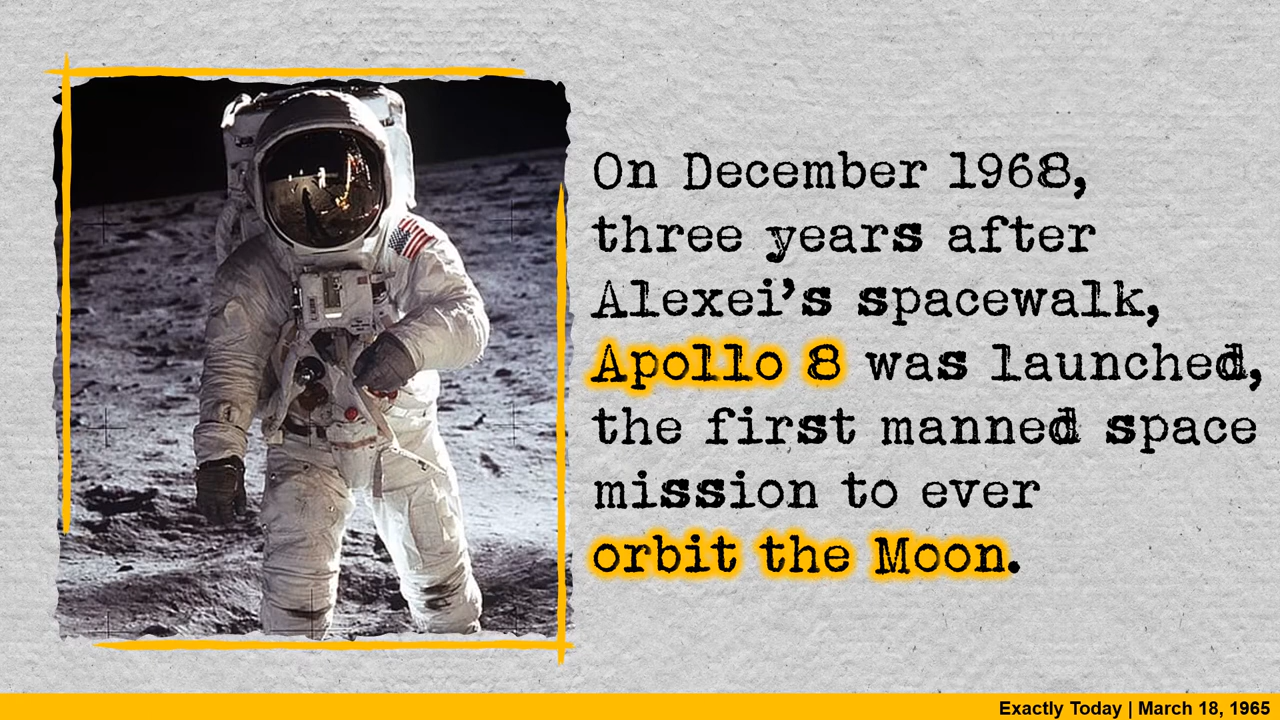 On December 1968,
three years after
Alexei’s spacewalk,
Apollo 8 was launched,
the first manned space
mission to ever
orbit the Moon.
Exactly Today | March 18, 1965